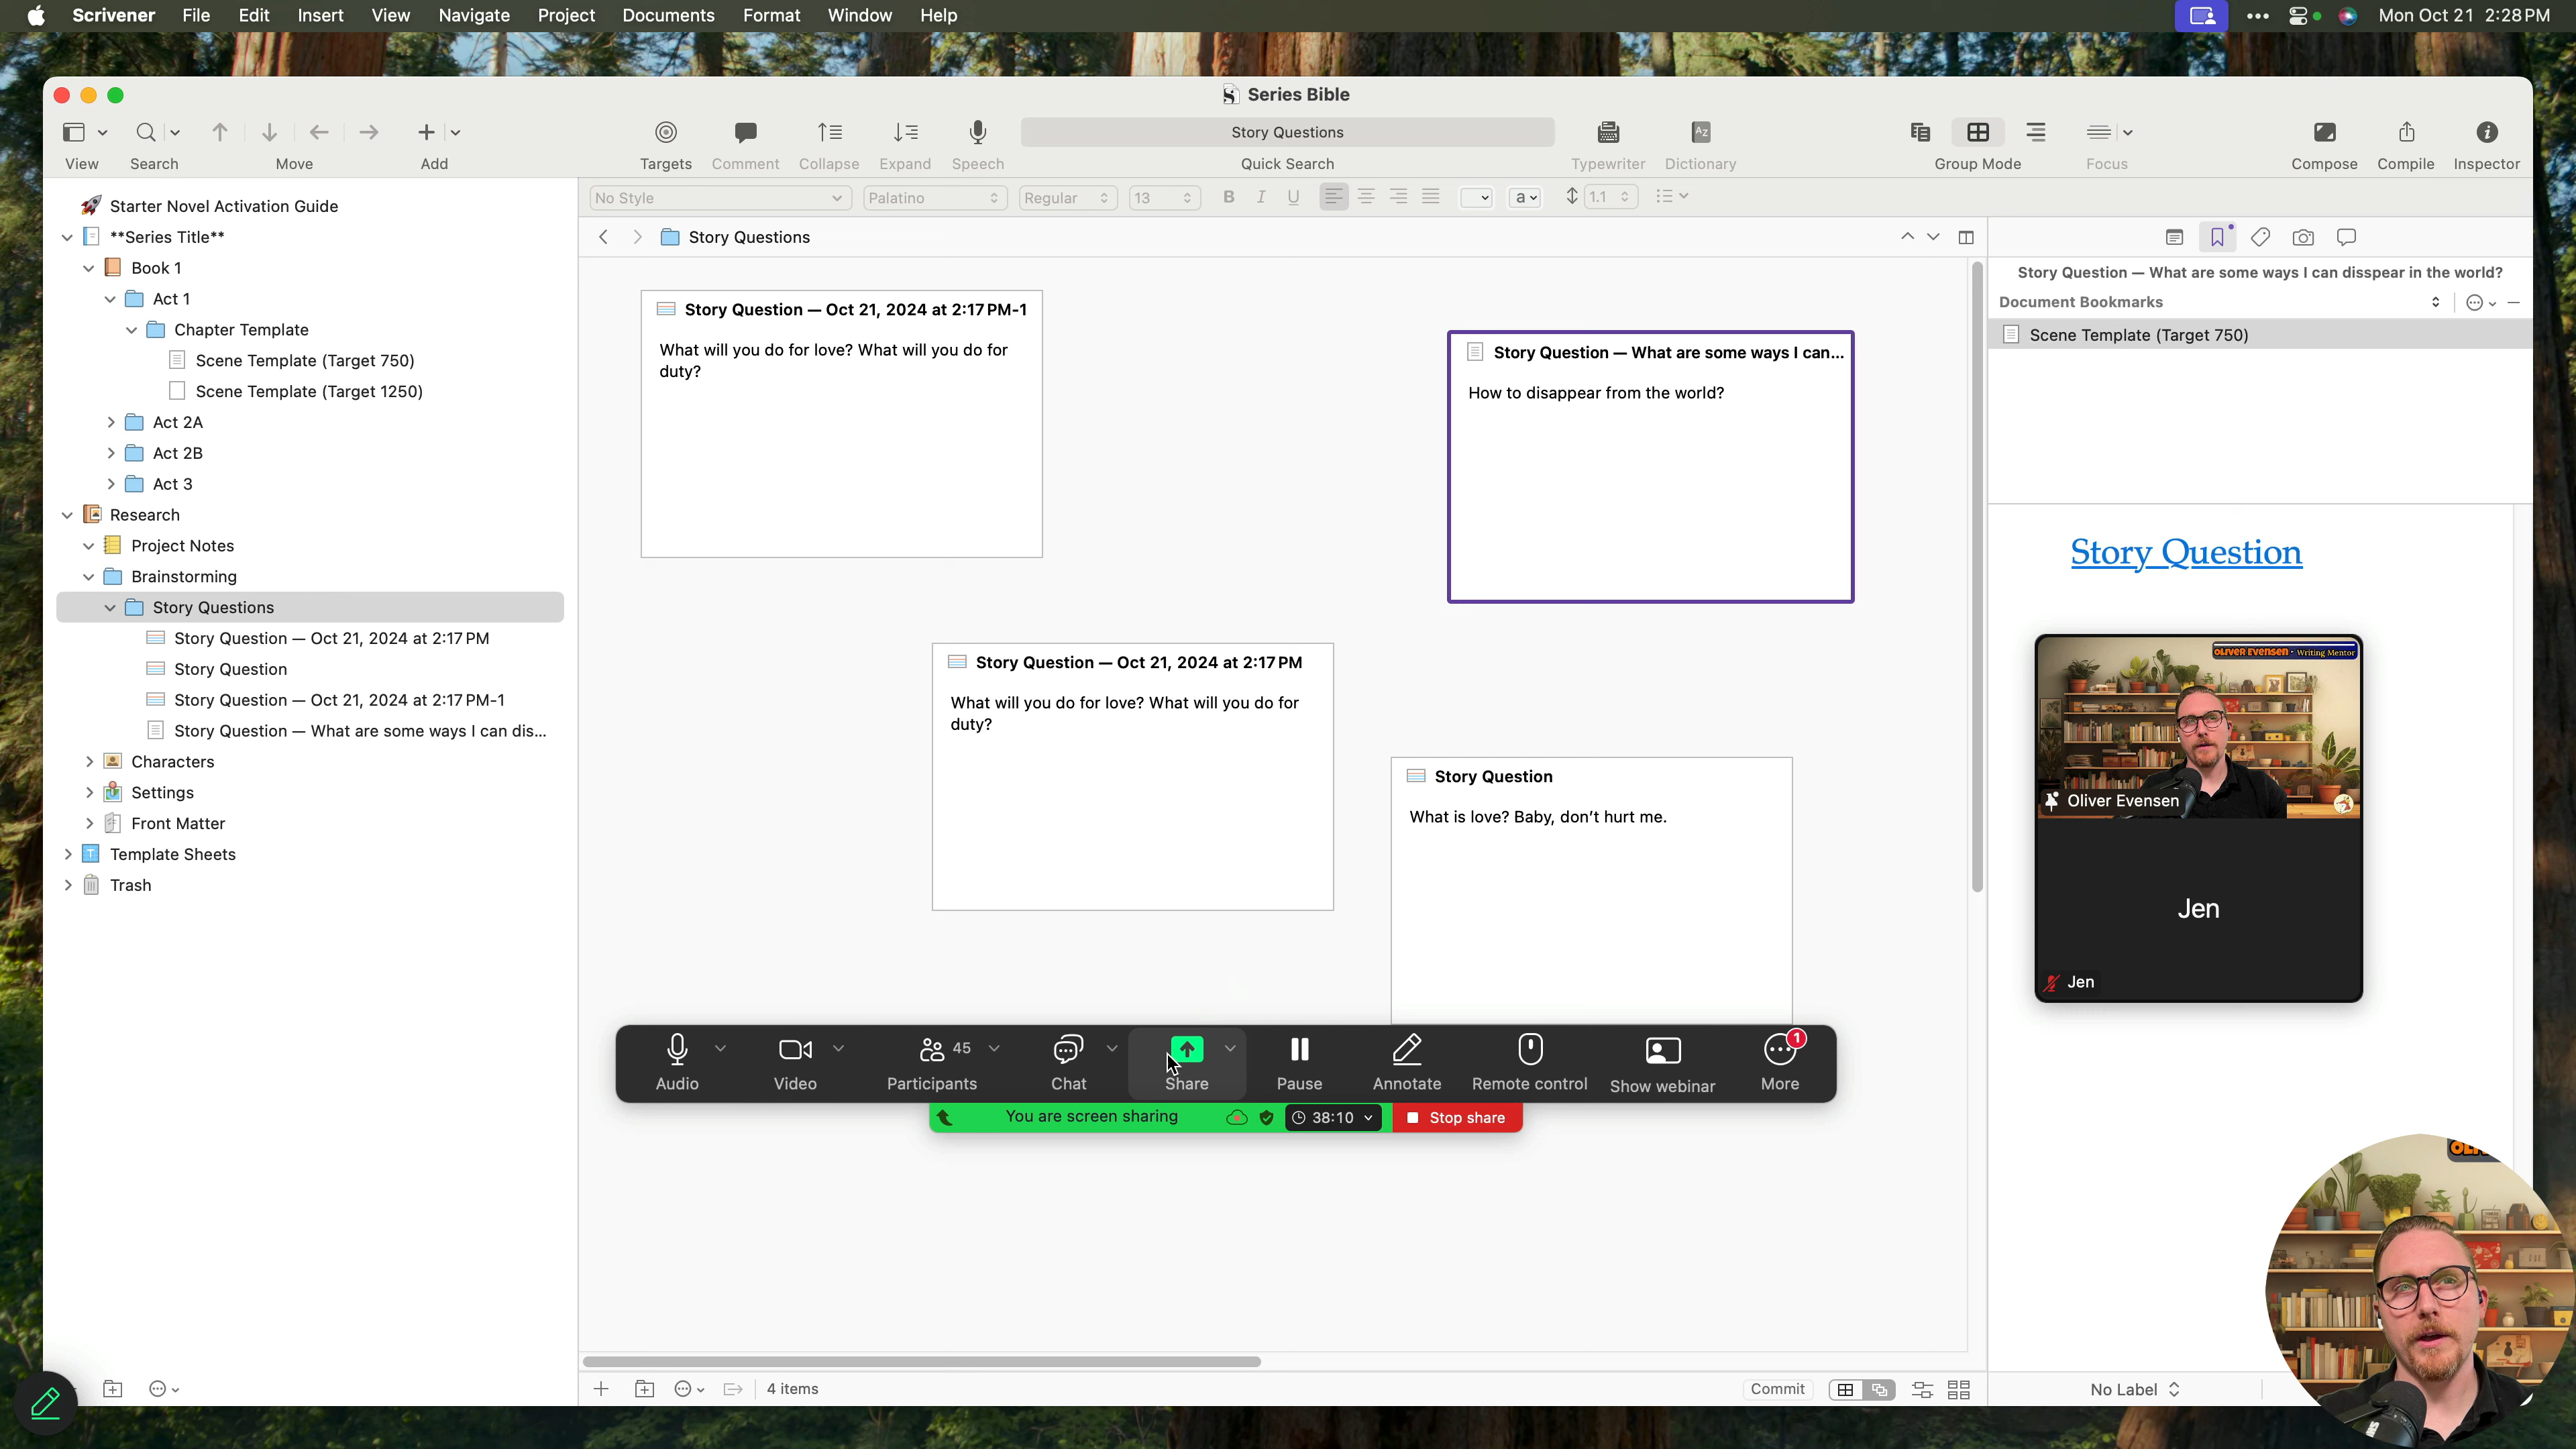 Scrivener File Edit Insert View Navigate Project Documents Format Window Help
Mon Oct 21 2:28 PM
Series Bible
Story Questions
View Search Move Add Targets Comment Collapse Expand Speech Quick Search Typewriter Dictionary Group Mode Focus Compose Compile Inspector
No Style Palatino Regular 13 B I U a 1.1
Starter Novel Activation Guide
**Series Title**
Book 1
Act 1
Chapter Template
Scene Template (Target 750)
Scene Template (Target 1250)
Act 2A
Act 2B
Act 3
Research
Project Notes
Brainstorming
Story Questions
Story Question — Oct 21, 2024 at 2:17 PM
Story Question
Story Question — Oct 21, 2024 at 2:17 PM-1
Story Question — What are some ways I can dis...
Characters
Settings
Front Matter
Template Sheets
Trash
Story Questions
Story Question — Oct 21, 2024 at 2:17 PM-1
What will you do for love? What will you do for
duty?
Story Question — What are some ways I can...
How to disappear from the world?
Story Question — Oct 21, 2024 at 2:17 PM
What will you do for love? What will you do for
duty?
Story Question
What is love? Baby, don't hurt me.
Story Question — What are some ways I can disspear in the world?
Document Bookmarks
Scene Template (Target 750)
Story Question
OLIVER EVENSEN • Writing Mentor
Oliver Evensen
Jen
Jen
45
1
Audio Video Participants Chat Share Pause Annotate Remote control Show webinar More
You are screen sharing 38:10 Stop share
4 items
Commit
No Label